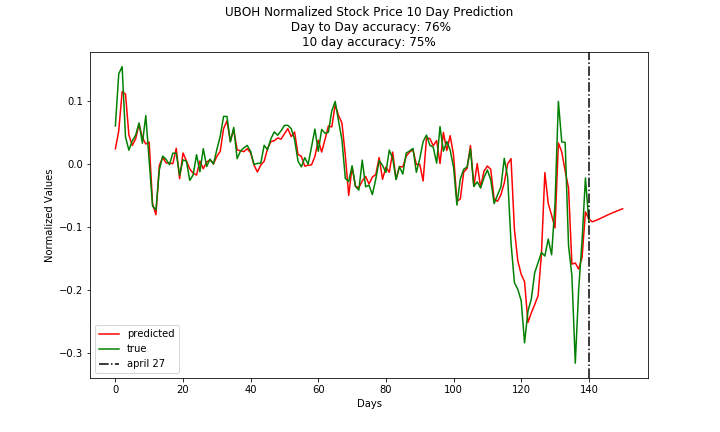 UBOH Normalized Stock Price 10 Day Prediction
Day to Day accuracy: 76%
10 day accuracy: 75%
Normalized Values
0.1
0.0
−0.1
−0.2
−0.3
predicted
true
april 27
0
20
40
60
80
100
120
140
Days